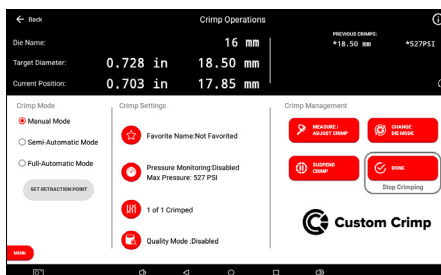 Back
Crimp Operations
PREVIOUS CRIMPS:
Die Name:
16 mm
*18.50 mm
*527PSI
Target Diameter:
0.728 in
18.50 mm
Current Position:
0.703 in
17.85 mm
Crimp Mode
Crimp Settings
Crimp Management
Manual Mode
Semi-Automatic Mode
Full-Automatic Mode
SET RETRACTION POINT
Favorite Name:Not Favorited
Pressure Monitoring:Disabled
Max Pressure: 527 PSI
1 of 1 Crimped
Quality Mode :Disabled
MEASURE /
ADJUST CRIMP
CHANGE
DIE MODE
SUSPEND
CRIMP
DONE
Stop Crimping
Custom Crimp
MENU